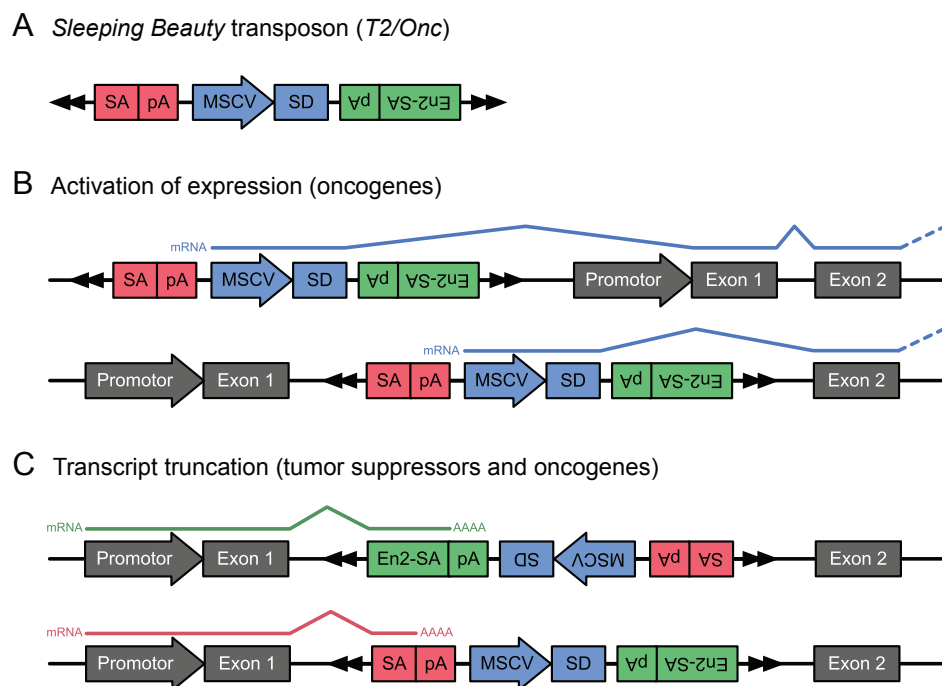 A Sleeping Beauty transposon (T2/Onc)
SA pA MSCV SD pA En2-SA
B Activation of expression (oncogenes)
mRNA
SA pA MSCV SD pA En2-SA Promotor Exon 1 Exon 2
mRNA
Promotor Exon 1 SA pA MSCV SD pA En2-SA Exon 2
C Transcript truncation (tumor suppressors and oncogenes)
mRNA AAAA
Promotor Exon 1 En2-SA pA SD MSCV pA SA Exon 2
mRNA AAAA
Promotor Exon 1 SA pA MSCV SD pA En2-SA Exon 2